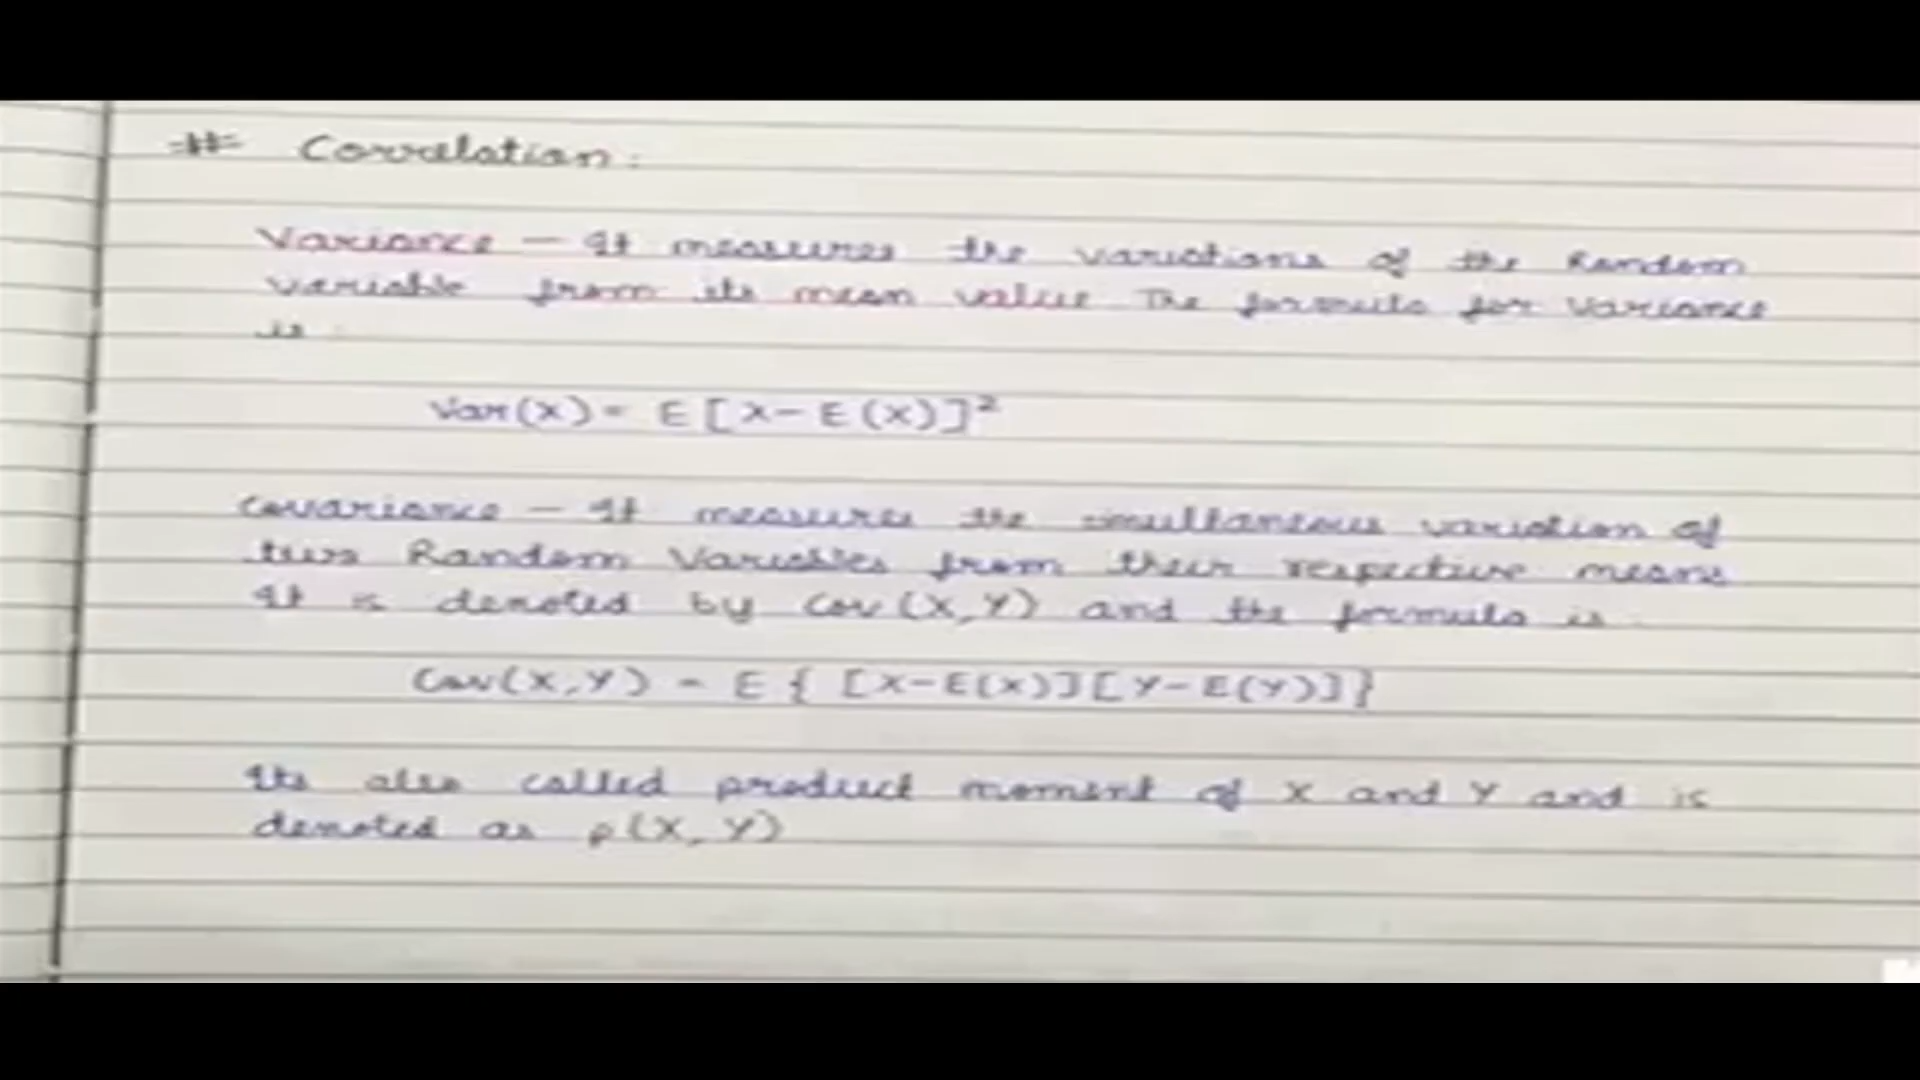 # Correlation:
Variance - It measures the variations of the Random
variable from its mean value The formula for variance
is:
Var(X) = E[X-E(X)]²
Covariance - It measures the simultaneous variation of
two Random Variables from their respective means
It is denoted by Cov(X,Y) and the formula is.
Cov(X,Y) = E{[X-E(X)][Y-E(Y)]}
Its also called product moment of X and Y and is
denoted as ρ(X,Y)